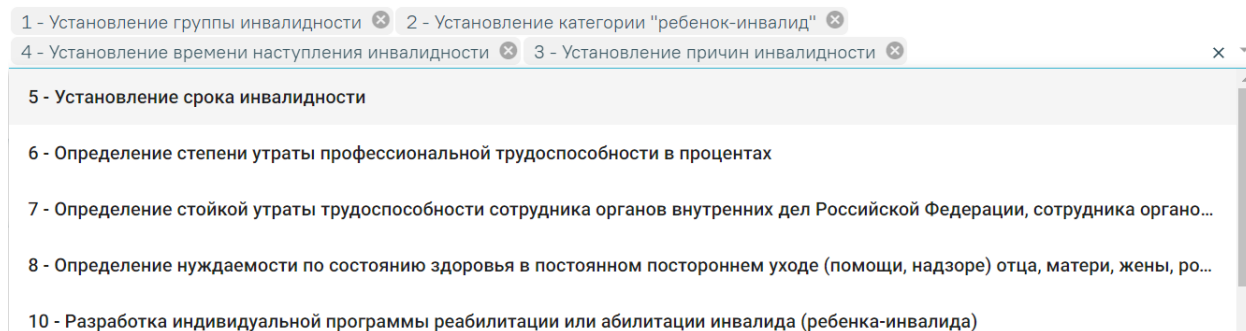 1 - Установление группы инвалидности 2 - Установление категории "ребенок-инвалид"
4 - Установление времени наступления инвалидности 3 - Установление причин инвалидности
5 - Установление срока инвалидности
6 - Определение степени утраты профессиональной трудоспособности в процентах
7 - Определение стойкой утраты трудоспособности сотрудника органов внутренних дел Российской Федерации, сотрудника органо...
8 - Определение нуждаемости по состоянию здоровья в постоянном постороннем уходе (помощи, надзоре) отца, матери, жены, ро...
10 - Разработка индивидуальной программы реабилитации или абилитации инвалида (ребенка-инвалида)